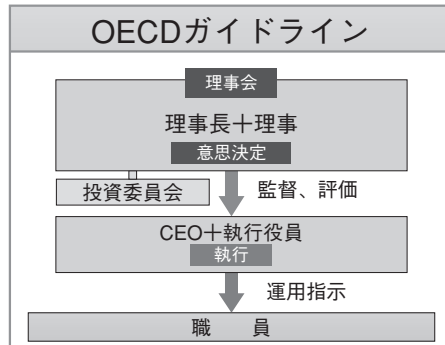 OECDガイドライン
理事会
理事長＋理事
意思決定
投資委員会
監督、評価
CEO＋執行役員
執行
運用指示
職　員